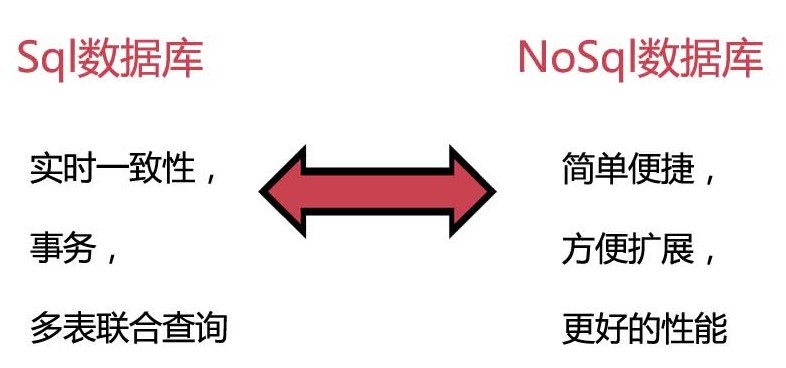 Sql数据库
NoSql数据库
实时一致性，
事务，
多表联合查询
简单便捷，
方便扩展，
更好的性能